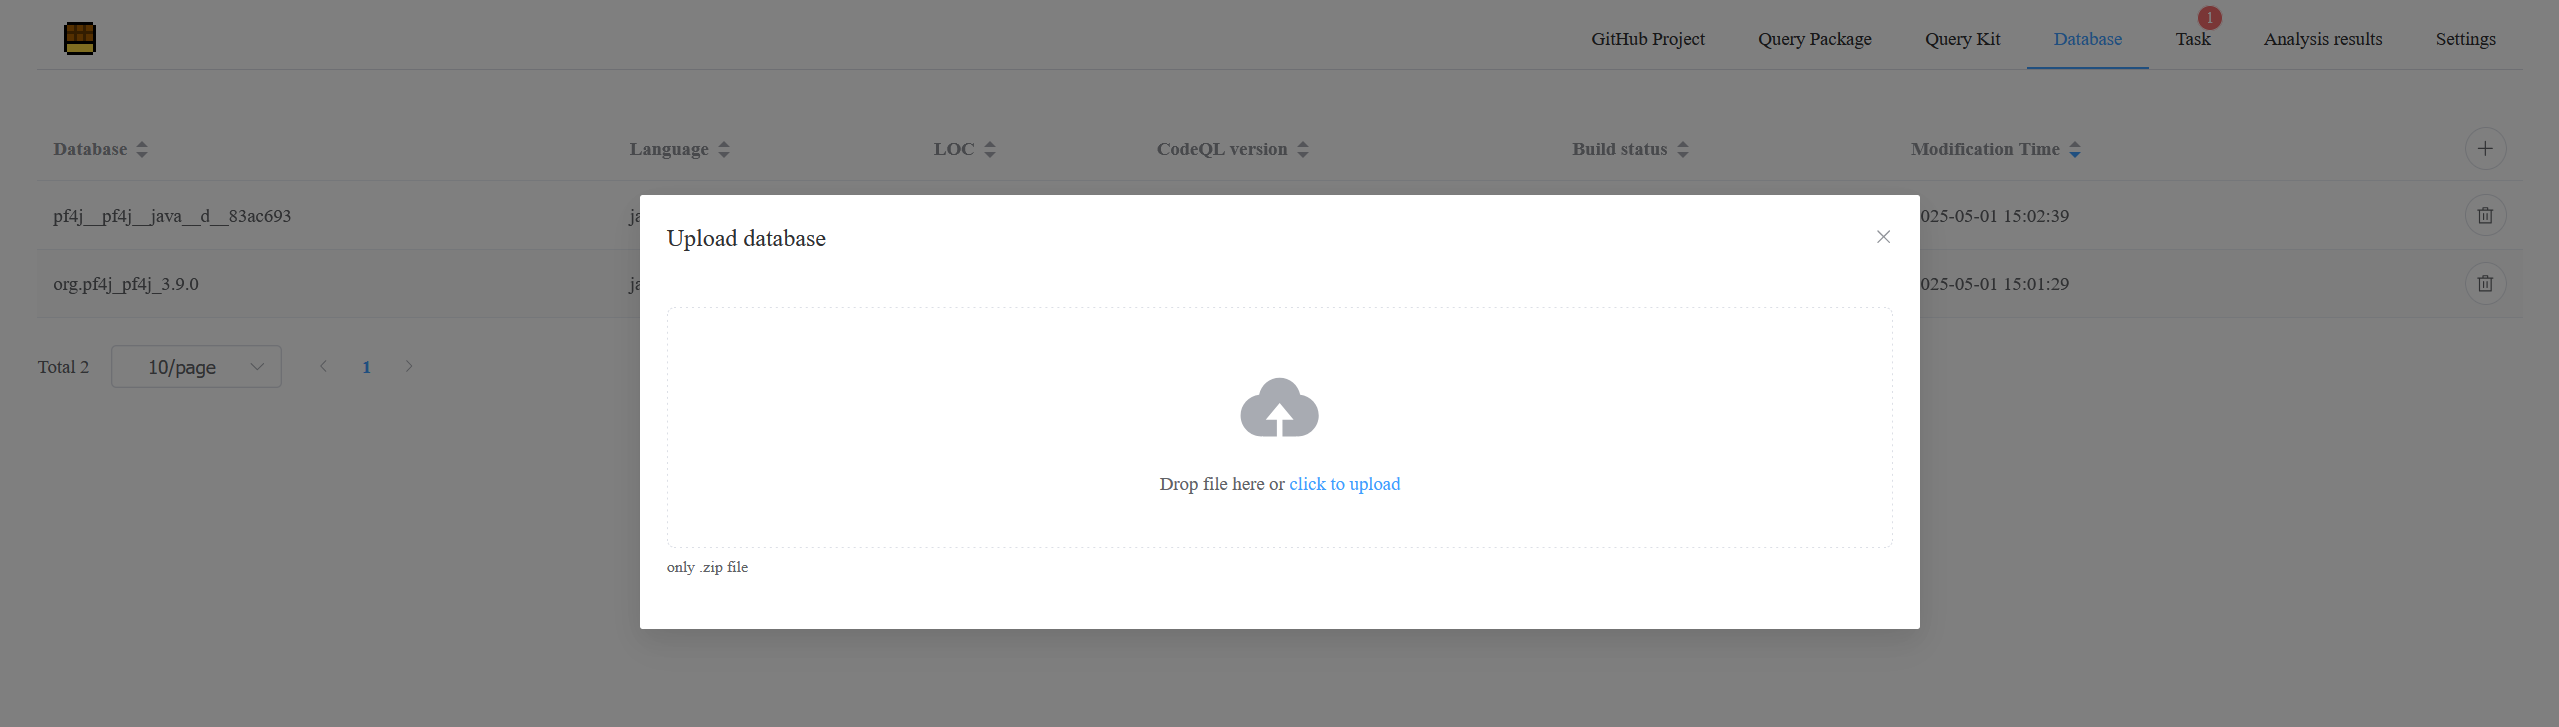 GitHub Project Query Package Query Kit Database Task 1 Analysis results Settings
Database Language LOC CodeQL version Build status Modification Time
pf4j__pf4j__java__d__83ac693 ja 025-05-01 15:02:39
org.pf4j_pf4j_3.9.0 ja 025-05-01 15:01:29
Total 2 10/page 1
Upload database
Drop file here or click to upload
only .zip file